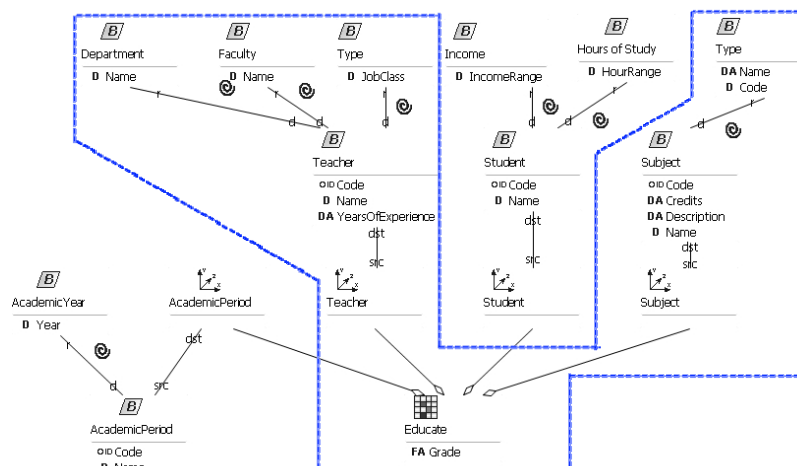 B
B
B
B
B
B
Department
Faculty
Type
Income
Hours of Study
Type
D Name
D Name
D JobClass
D IncomeRange
D HourRange
DA Name
D Code
r
r
r
r
r
r
d
d
d
d
d
d
B
B
B
Teacher
Student
Subject
OID Code
D Name
DA YearsOfExperience
OID Code
D Name
OID Code
DA Credits
DA Description
D Name
dst
src
dst
src
dst
src
B
AcademicYear
AcademicPeriod
Teacher
Student
Subject
D Year
r
d
dst
src
B
AcademicPeriod
OID Code
D Name
Educate
FA Grade